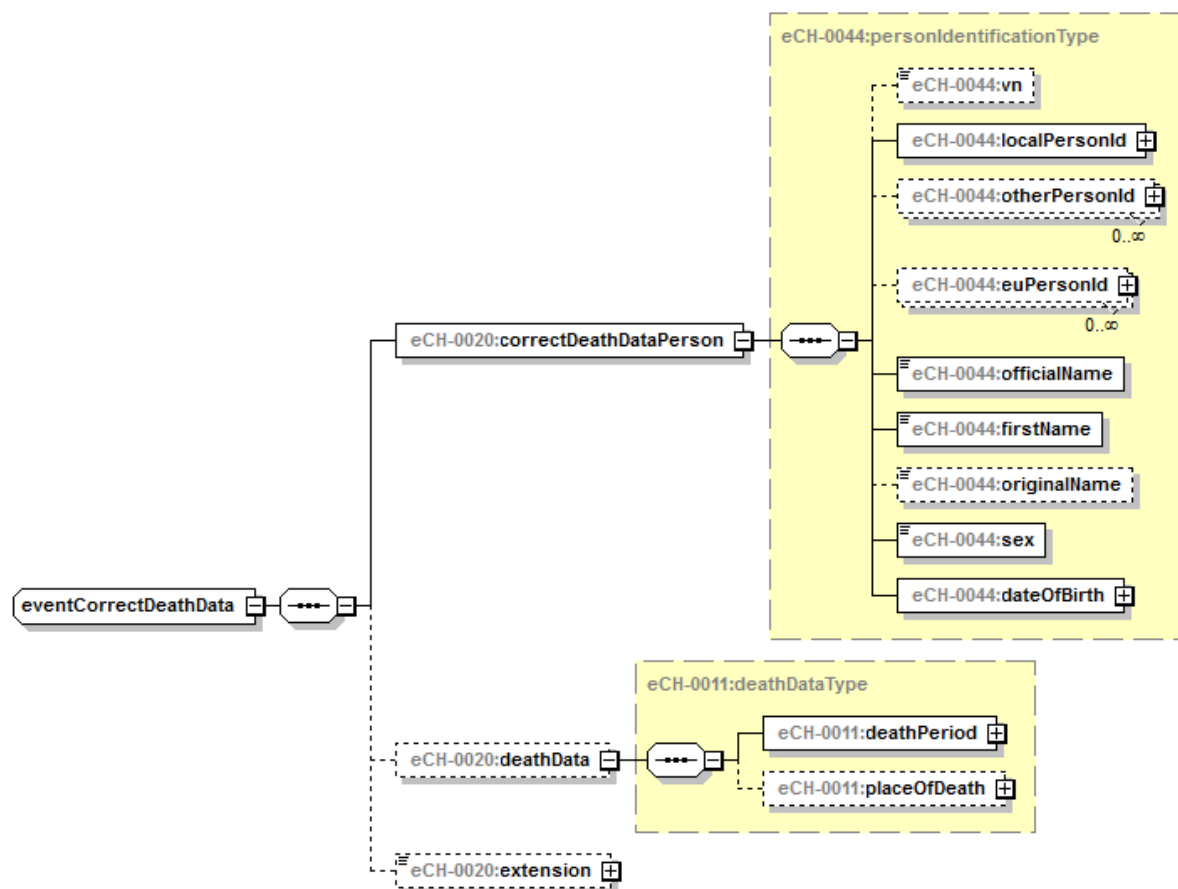 eCH-0044:personIdentificationType
eCH-0044:vn
eCH-0044:localPersonId
eCH-0044:otherPersonId
0..∞
eCH-0044:euPersonId
0..∞
eCH-0020:correctDeathDataPerson
eCH-0044:officialName
eCH-0044:firstName
eCH-0044:originalName
eCH-0044:sex
eCH-0044:dateOfBirth
eventCorrectDeathData
eCH-0011:deathDataType
eCH-0011:deathPeriod
eCH-0020:deathData
eCH-0011:placeOfDeath
eCH-0020:extension